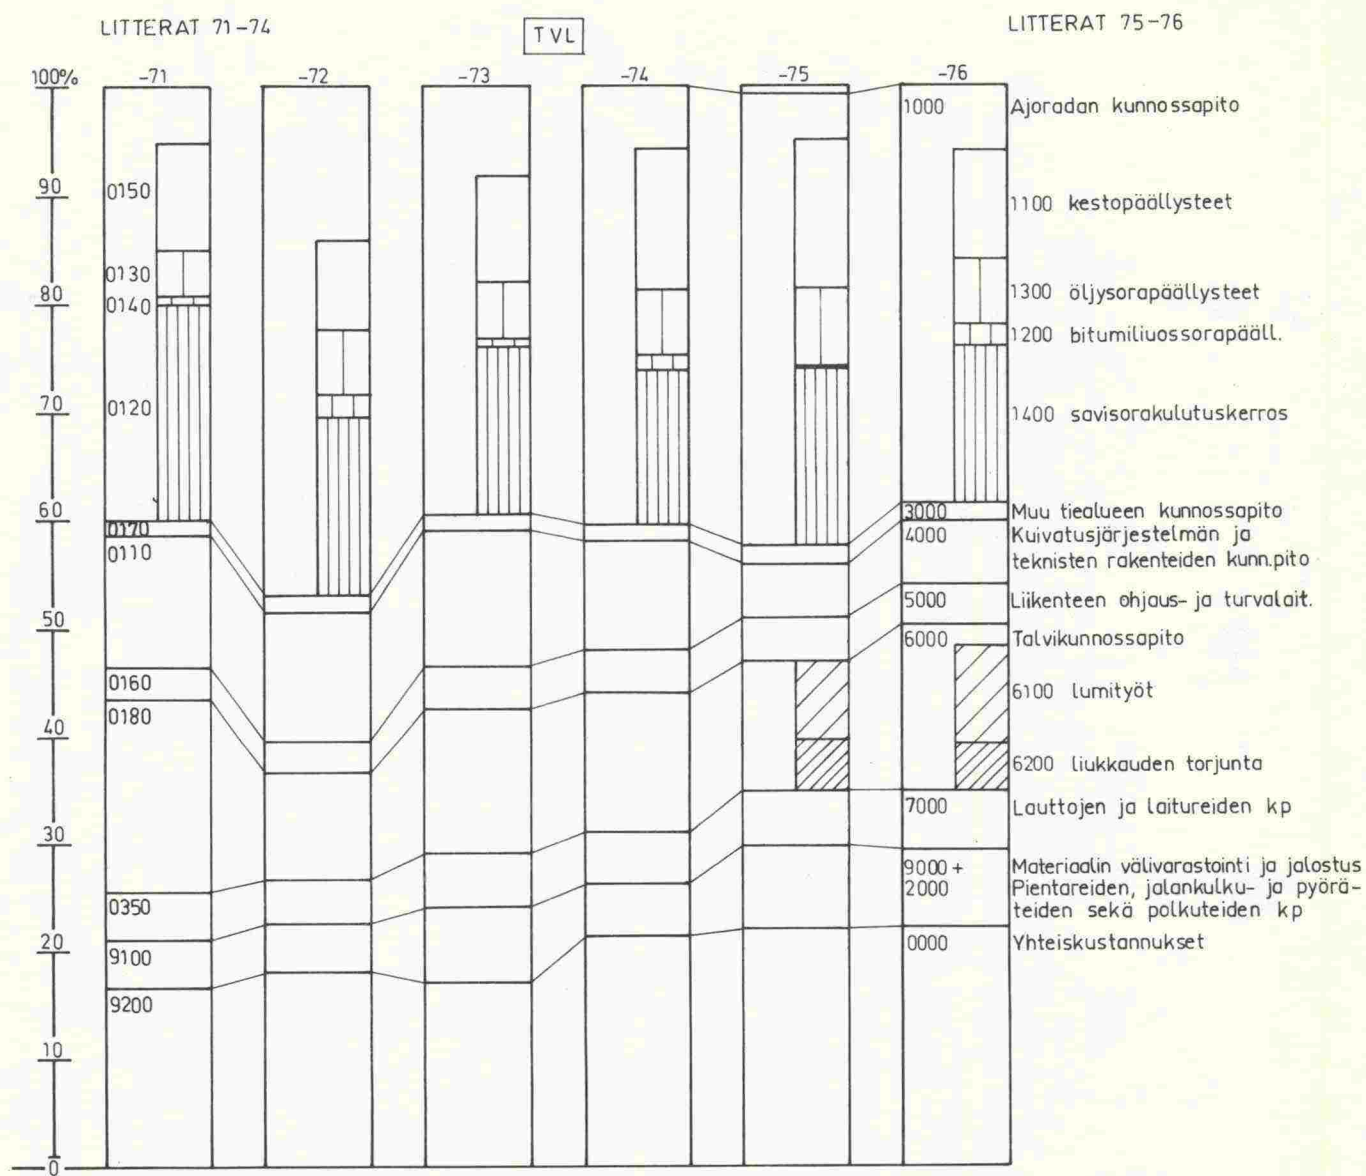 LITTERAT 71-74
TVL
LITTERAT 75-76
100%
90
80
70
60
50
40
30
20
10
0
-71
-72
-73
-74
-75
-76
0150
0130
0140
0120
0170
0110
0160
0180
0350
9100
9200
1000 Ajoradan kunnossapito
1100 kestopäällysteet
1300 öljysorapäällysteet
1200 bitumiliuossorapääll.
1400 savisorakulutuskerros
3000 Muu tiealueen kunnossapito
4000 Kuivatusjärjestelmän ja
teknisten rakenteiden kunn.pito
5000 Liikenteen ohjaus- ja turvalait.
6000 Talvikunnossapito
6100 lumityöt
6200 liukkauden torjunta
7000 Lauttojen ja laitureiden kp
9000 + Materiaalin välivarastointi ja jalostus
2000 Pientareiden, jalankulku- ja pyörä-
teiden sekä polkuteiden kp
0000 Yhteiskustannukset